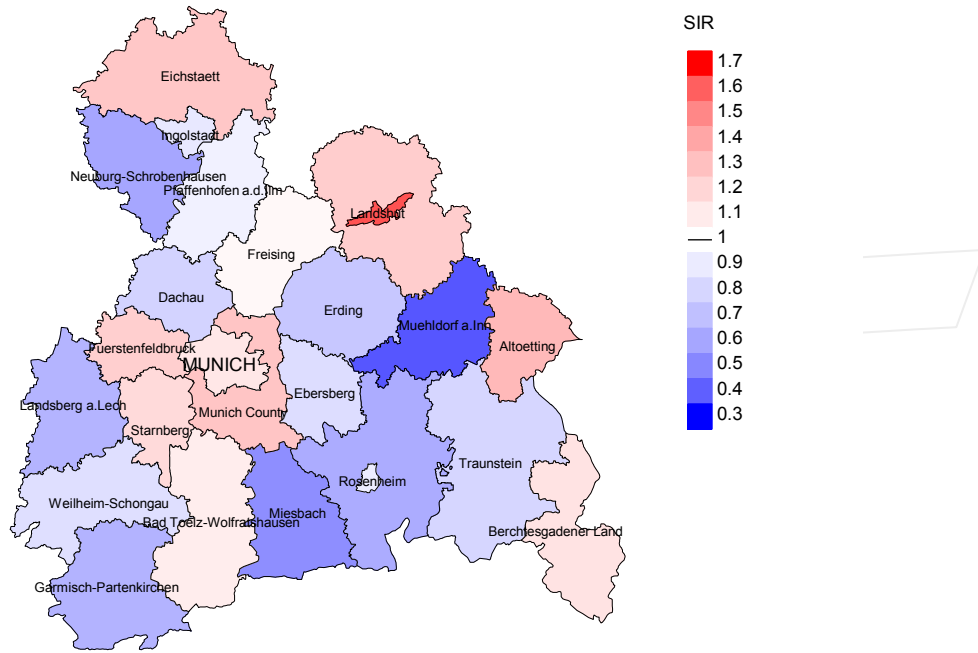 SIR
1.7
1.6
1.5
1.4
1.3
1.2
1.1
1
0.9
0.8
0.7
0.6
0.5
0.4
0.3
Eichstaett
Ingolstadt
Neuburg-Schrobenhausen
Pfaffenhofen a.d.Ilm
Landshut
Freising
Dachau
Erding
Muehldorf a.Inn
Altoetting
Fuerstenfeldbruck
MUNICH
Ebersberg
Landsberg a.Lech
Munich County
Starnberg
Traunstein
Rosenheim
Weilheim-Schongau
Miesbach
Bad Toelz-Wolfratshausen
Berchtesgadener Land
Garmisch-Partenkirchen